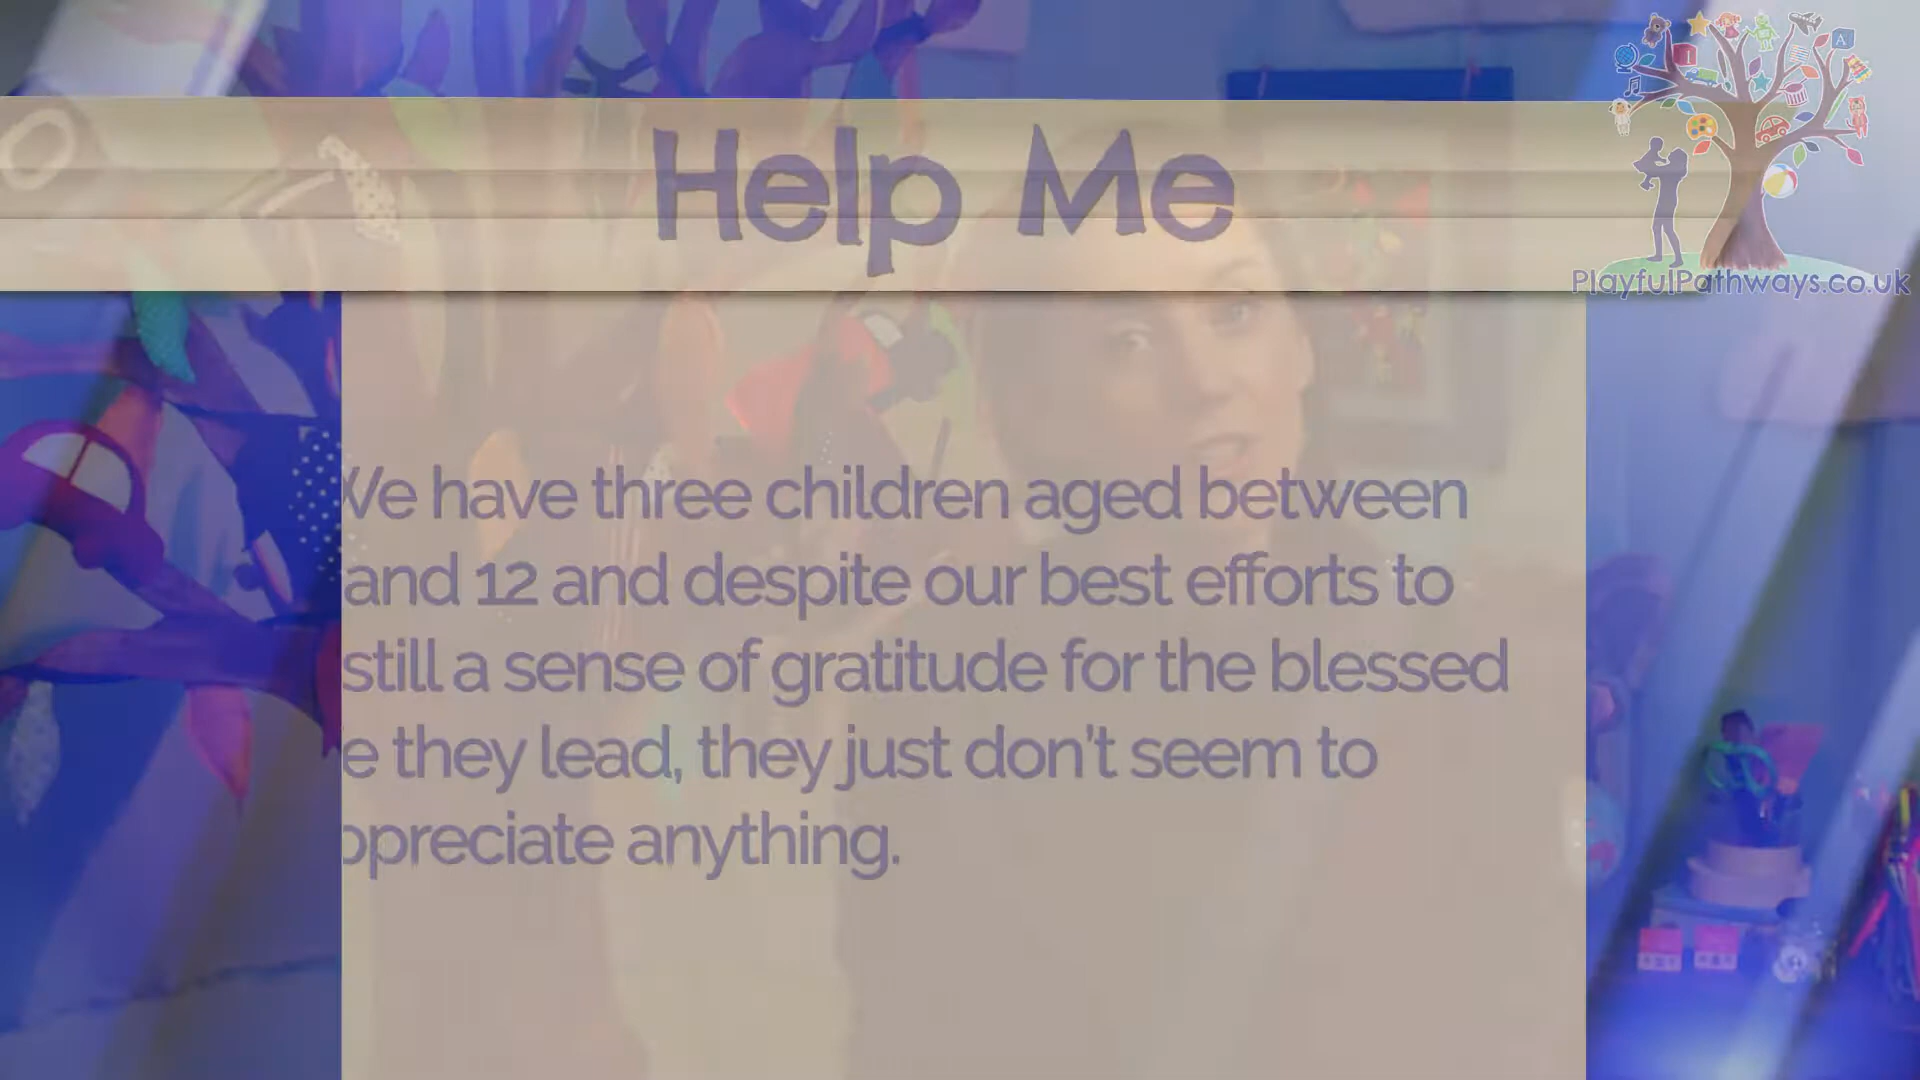 Help Me
PlayfulPathways.co.uk
We have three children aged between
and 12 and despite our best efforts to
still a sense of gratitude for the blessed
e they lead, they just don't seem to
ppreciate anything.